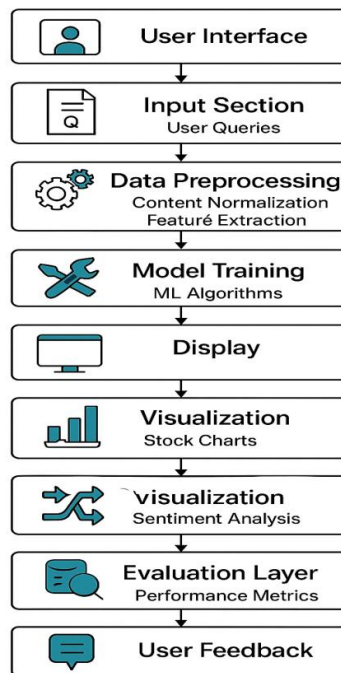 User Interface
Q
Input Section
User Queries
Data Preprocessing
Content Normalization
Featuré Extraction
Model Training
ML Algorithms
Display
Visualization
Stock Charts
visualization
Sentiment Analysis
Evaluation Layer
Performance Metrics
User Feedback